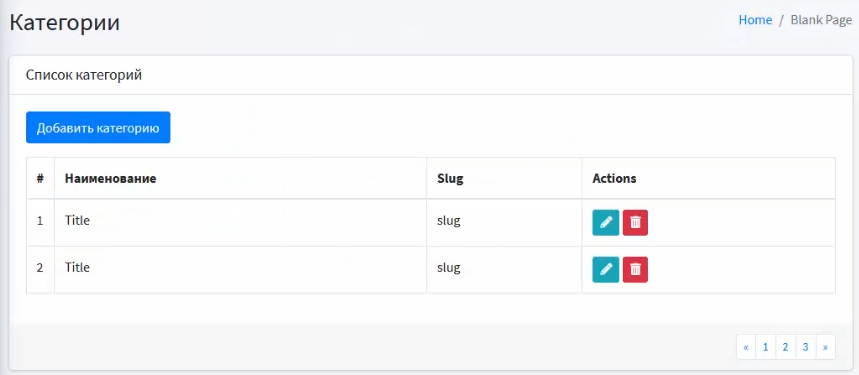 Категории
Home / Blank Page
Список категорий
Добавить категорию
# Наименование Slug Actions
1 Title slug
2 Title slug
« 1 2 3 »